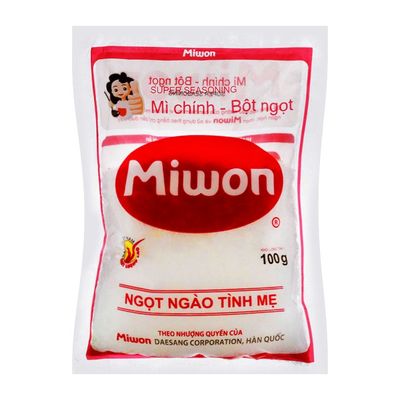 Miwon
Mì chính - Bột ngọt
SUPER SEASONING
Mì chính - Bột ngọt
Miwon
®
100g
NGỌT NGÀO TÌNH MẸ
THEO NHƯỢNG QUYỀN CỦA
Miwon DAESANG CORPORATION, HÀN QUỐC